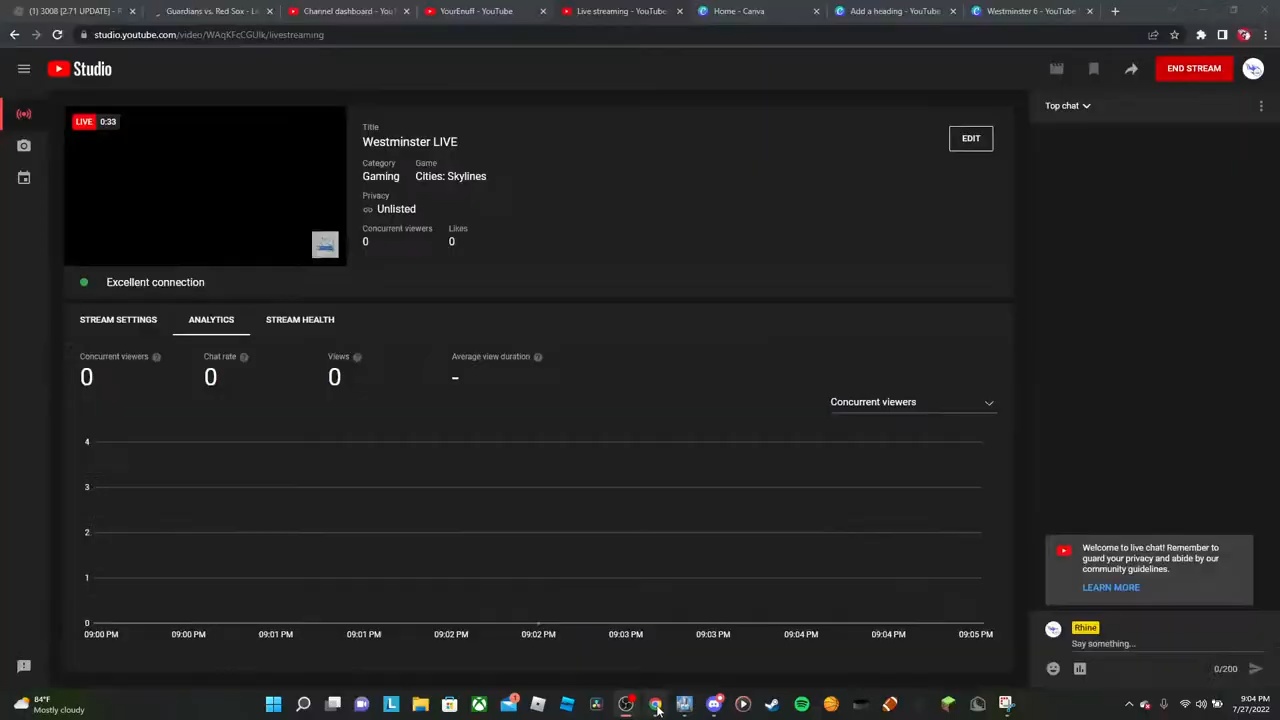 (1) 3008 [2.71 UPDATE] - R
Guardians vs. Red Sox - L
Channel dashboard - YouT
YourEnuff - YouTube
Live streaming - YouTube
Home - Canva
Add a heading - YouTube
Westminster 6 - YouTube
studio.youtube.com/video/WAqKFcCGUlk/livestreaming
Studio
END STREAM
LIVE 0:33
Title
Westminster LIVE
EDIT
Category Game
Gaming Cities: Skylines
Privacy
Unlisted
Concurrent viewers Likes
0 0
Excellent connection
STREAM SETTINGS ANALYTICS STREAM HEALTH
Concurrent viewers Chat rate Views Average view duration
0 0 0 -
Concurrent viewers
4
3
2
1
0
09:00 PM 09:00 PM 09:01 PM 09:01 PM 09:02 PM 09:02 PM 09:03 PM 09:03 PM 09:04 PM 09:04 PM 09:05 PM
Top chat
Welcome to live chat! Remember to
guard your privacy and abide by our
community guidelines.
LEARN MORE
Rhine
Say something...
0/200
84°F
Mostly cloudy
9:04 PM
7/27/2022